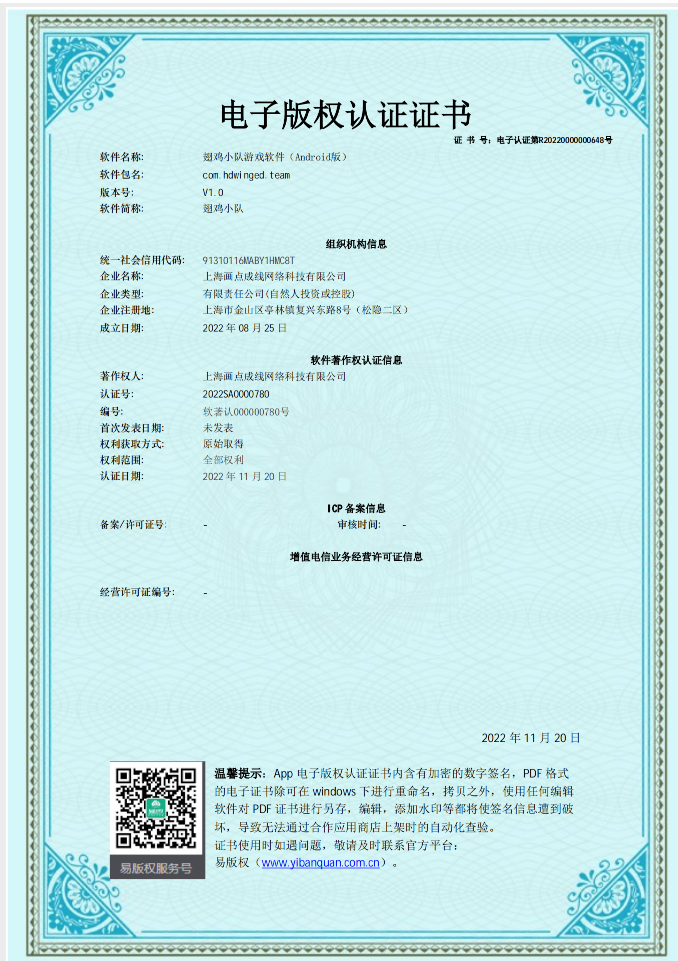 电子版权认证证书
证 书 号：电子认证第R20220000000648号
软件名称： 翅鸡小队游戏软件（Android版）
软件包名： com.hdwinged.team
版本号： V1.0
软件简称： 翅鸡小队
组织机构信息
统一社会信用代码： 91310116MABY1HMC8T
企业名称： 上海画点成线网络科技有限公司
企业类型： 有限责任公司(自然人投资或控股)
企业注册地： 上海市金山区亭林镇复兴东路8号（松隐二区）
成立日期： 2022 年 08 月 25 日
软件著作权认证信息
著作权人： 上海画点成线网络科技有限公司
认证号： 2022SA0000780
编号： 软著认000000780号
首次发表日期： 未发表
权利获取方式： 原始取得
权利范围： 全部权利
认证日期： 2022 年 11 月 20 日
ICP 备案信息
备案/许可证号： - 审核时间： -
增值电信业务经营许可证信息
经营许可证编号： -
2022 年 11 月 20 日
温馨提示：App 电子版权认证证书内含有加密的数字签名，PDF 格式
的电子证书除可在 windows 下进行重命名，拷贝之外，使用任何编辑
软件对 PDF 证书进行另存，编辑，添加水印等都将使签名信息遭到破
坏，导致无法通过合作应用商店上架时的自动化查验。
证书使用时如遇问题，敬请及时联系官方平台：
易版权（www.yibanquan.com.cn）。
易版权服务号